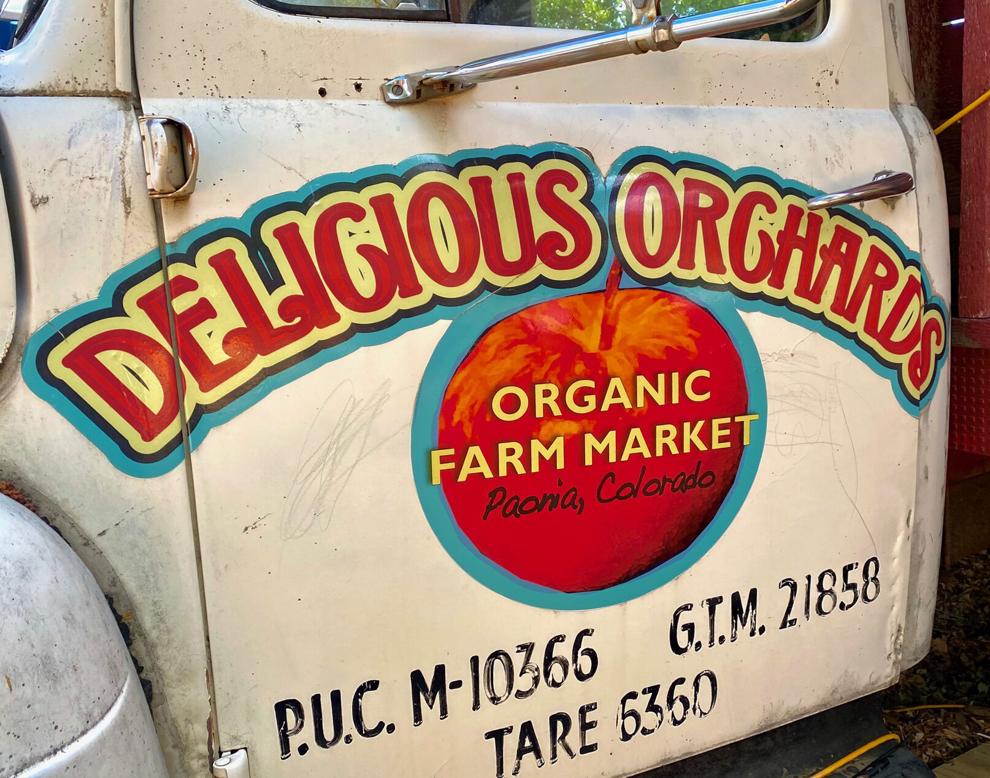 DELICIOUS ORCHARDS
ORGANIC
FARM MARKET
Paonia, Colorado
P.U.C. M-10366
G.T.M. 21858
TARE 6360